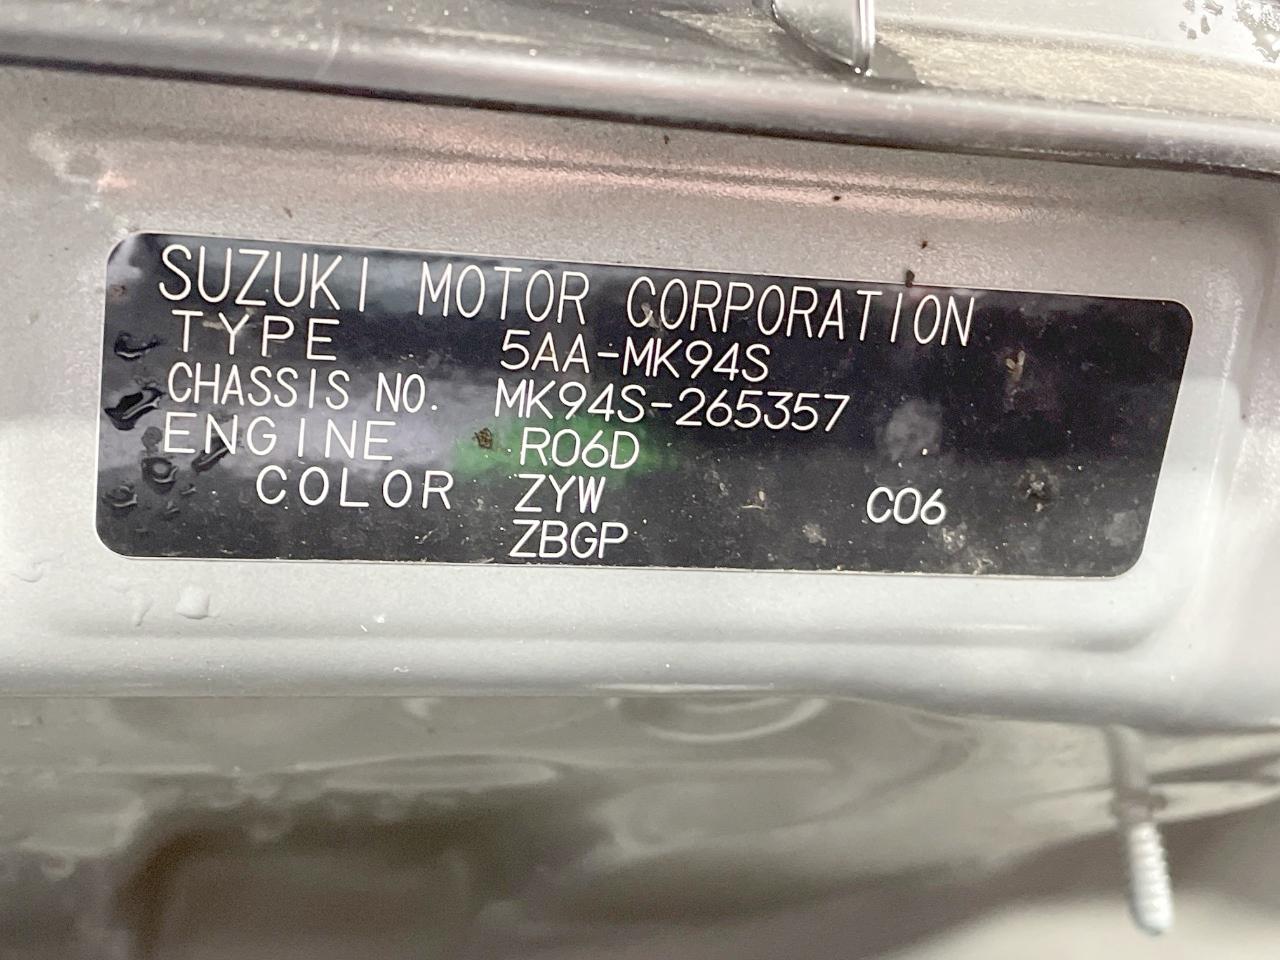 SUZUKI MOTOR CORPORATION
TYPE 5AA-MK94S
CHASSIS NO. MK94S-265357
ENGINE R06D
COLOR ZYW C06
ZBGP